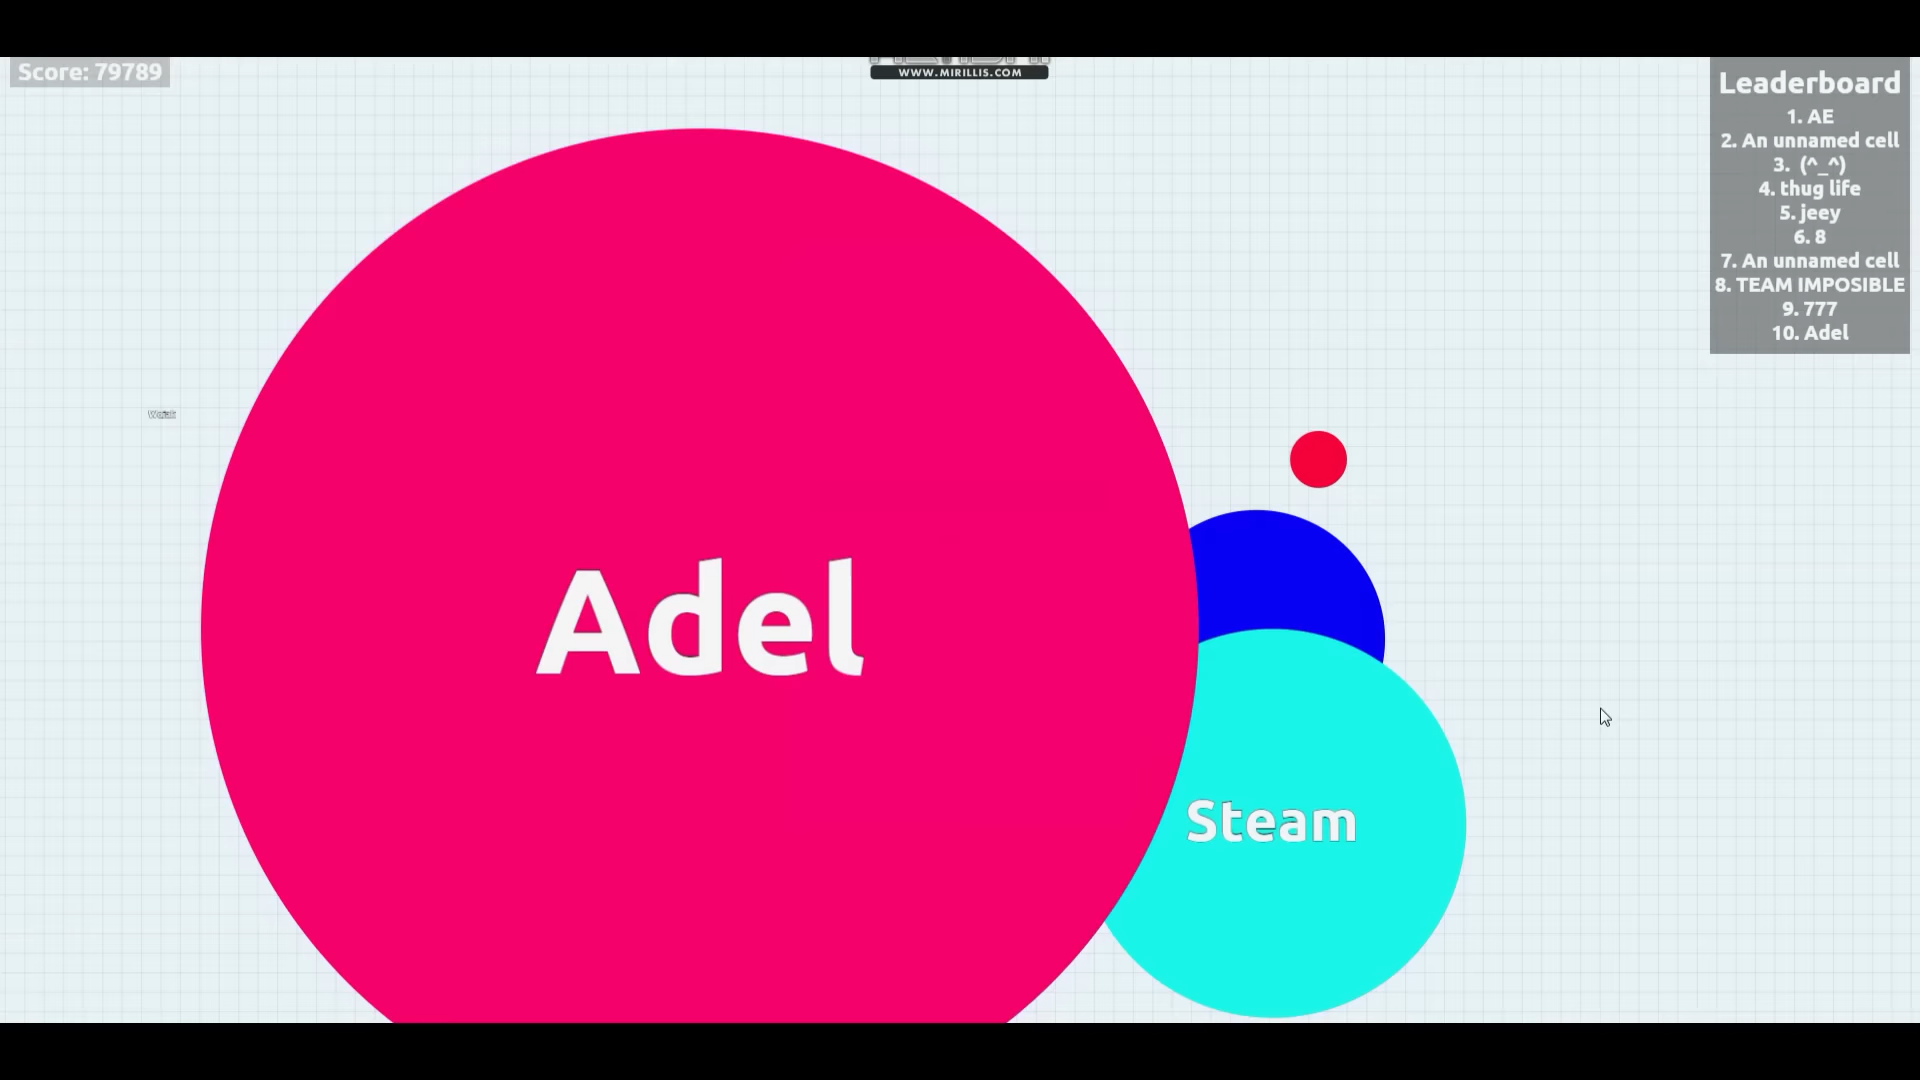 Score: 79789
WWW.MIRILLIS.COM
Leaderboard
1. AE
2. An unnamed cell
3. (^_^)
4. thug life
5. jeey
6. 8
7. An unnamed cell
8. TEAM IMPOSIBLE
9. 777
10. Adel
Adel
Steam